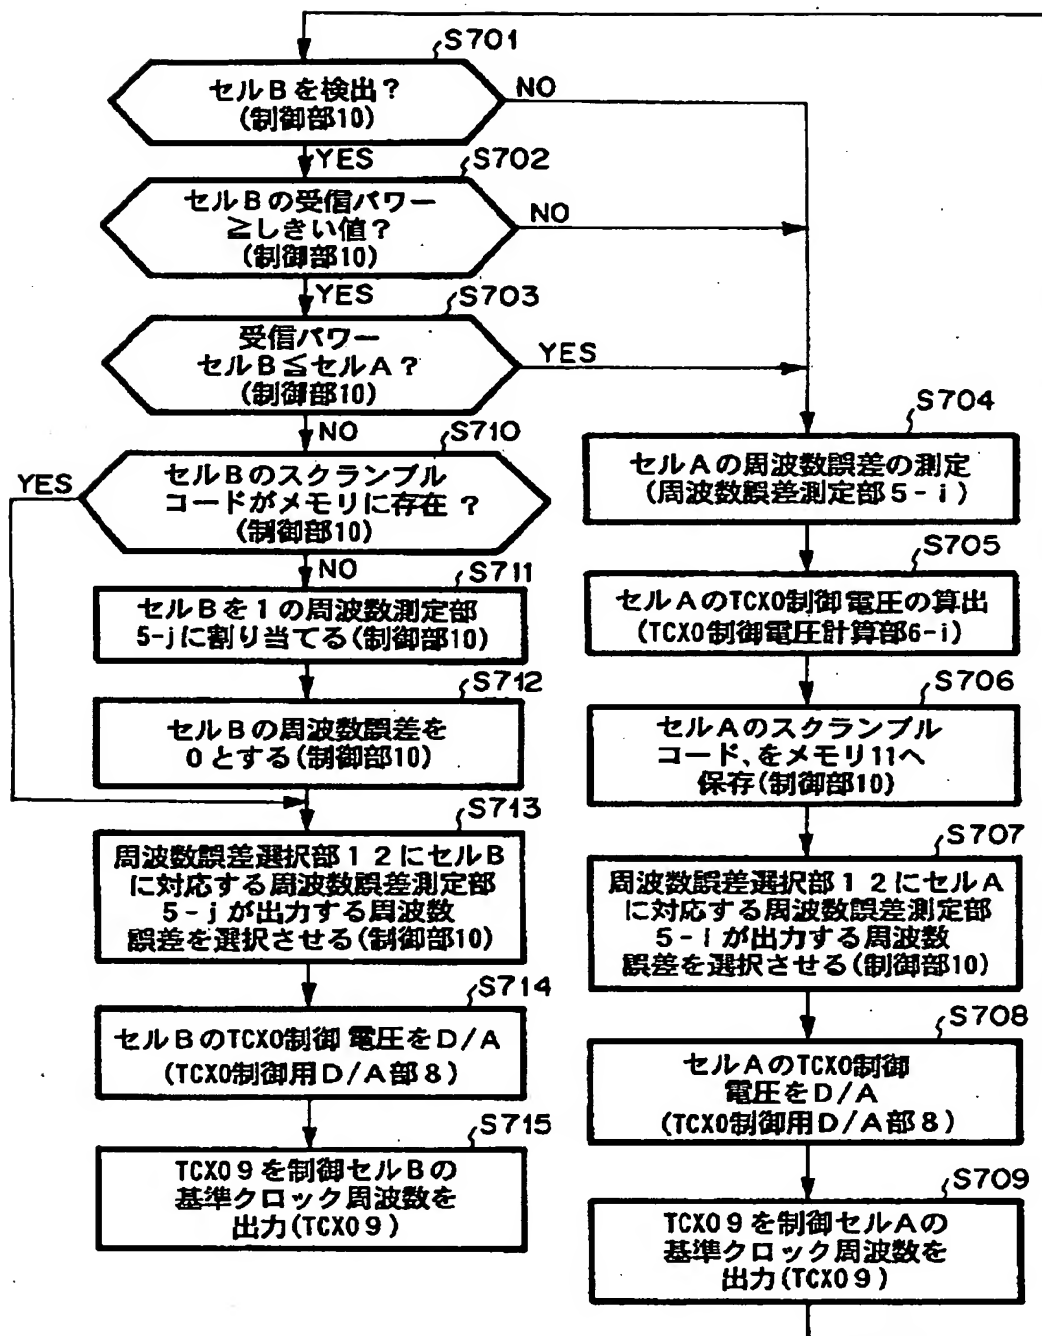 S701
セルBを検出？
(制御部10)
NO
YES
S702
セルBの受信パワー
≧しきい値？
(制御部10)
NO
YES
S703
受信パワー
セルB≦セルA？
(制御部10)
YES
NO
S710
セルBのスクランブル
コードがメモリに存在？
(制御部10)
YES
NO
S711
セルBを1の周波数測定部
5-jに割り当てる(制御部10)
S712
セルBの周波数誤差を
0とする(制御部10)
S713
周波数誤差選択部12にセルB
に対応する周波数誤差測定部
5-jが出力する周波数
誤差を選択させる(制御部10)
S714
セルBのTCXO制御電圧をD/A
(TCXO制御用D/A部8)
S715
TCXO9を制御セルBの
基準クロック周波数を
出力(TCXO9)
S704
セルAの周波数誤差の測定
(周波数誤差測定部5-i)
S705
セルAのTCXO制御電圧の算出
(TCXO制御電圧計算部6-i)
S706
セルAのスクランブル
コード、をメモリ11へ
保存(制御部10)
S707
周波数誤差選択部12にセルA
に対応する周波数誤差測定部
5-iが出力する周波数
誤差を選択させる(制御部10)
S708
セルAのTCXO制御
電圧をD/A
(TCXO制御用D/A部8)
S709
TCXO9を制御セルAの
基準クロック周波数を
出力(TCXO9)